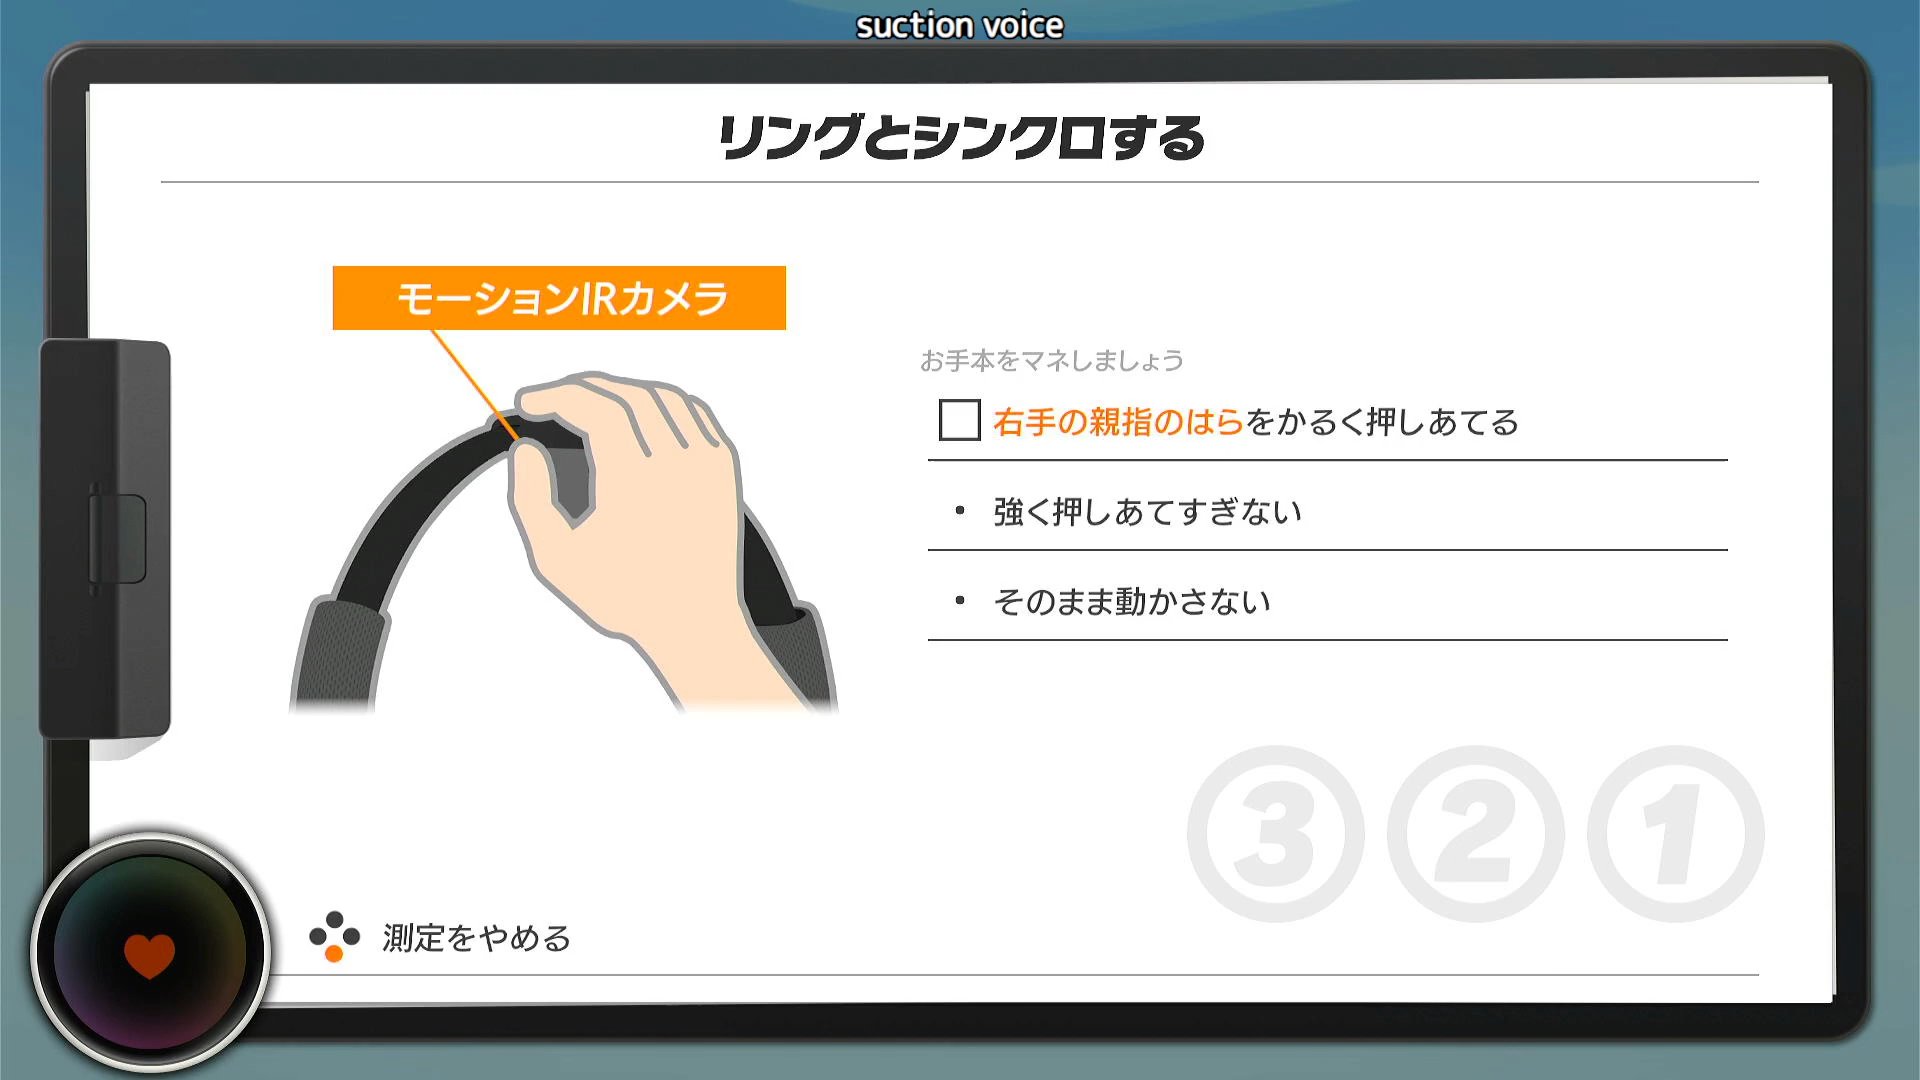 suction voice
リングとシンクロする
モーションIRカメラ
お手本をマネしましょう
右手の親指のはらをかるく押しあてる
・ 強く押しあてすぎない
・ そのまま動かさない
3 2 1
測定をやめる